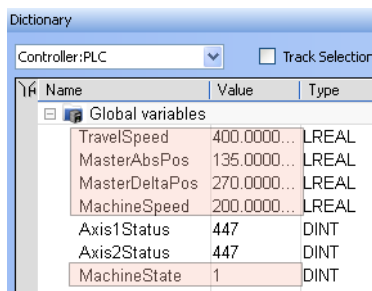 Dictionary
Controller:PLC Track Selection
Name Value Type
Global variables
TravelSpeed 400.0000... LREAL
MasterAbsPos 135.0000... LREAL
MasterDeltaPos 270.0000... LREAL
MachineSpeed 200.0000... LREAL
Axis1Status 447 DINT
Axis2Status 447 DINT
MachineState 1 DINT